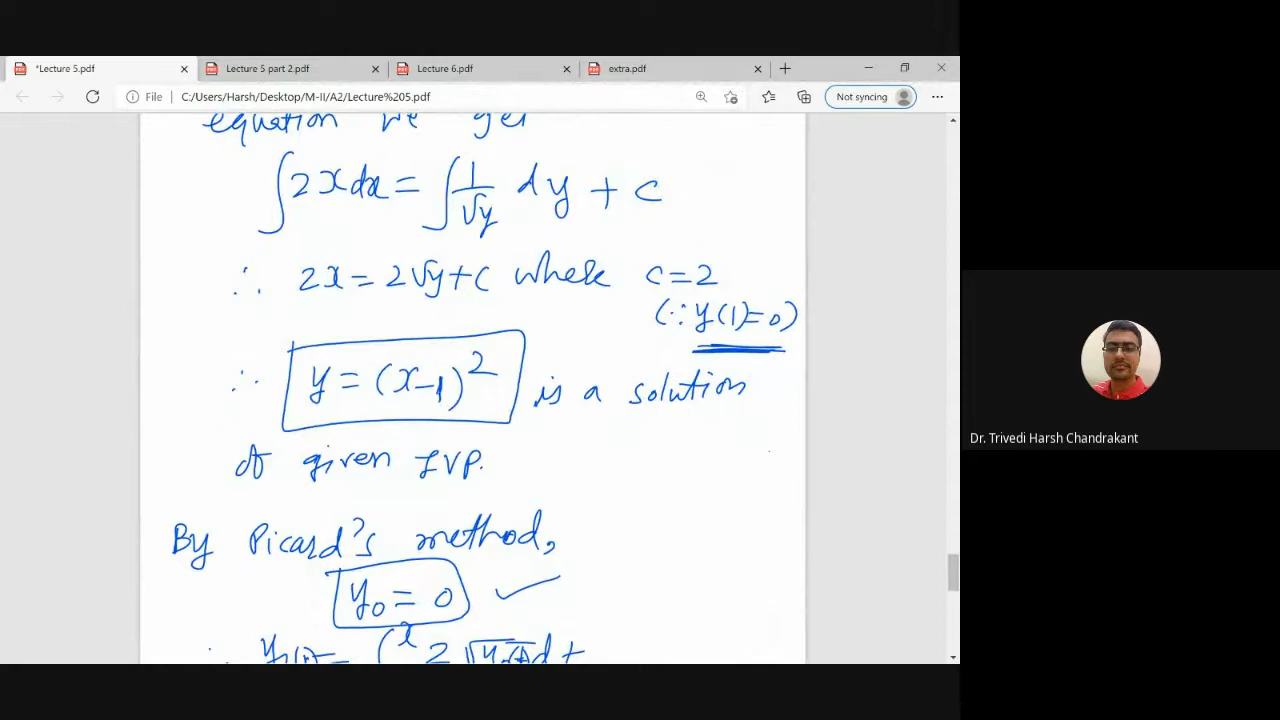 *Lecture 5.pdf
Lecture 5 part 2.pdf
Lecture 6.pdf
extra.pdf
File
C:/Users/Harsh/Desktop/M-II/A2/Lecture%205.pdf
Not syncing
equation we get
∫2xdx = ∫1/√y dy + c
∴ 2x = 2√y + c where c = 2
(∵ y(1) = 0)
∴ y = (x-1)² is a solution
of given IVP.
By Picard's method,
y₀ = 0 ✓
Dr. Trivedi Harsh Chandrakant